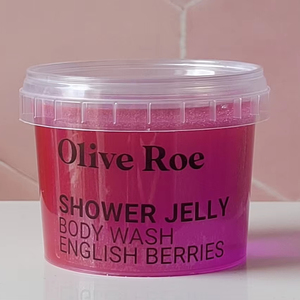 Olive Roe
SHOWER JELLY
BODY WASH
ENGLISH BERRIES